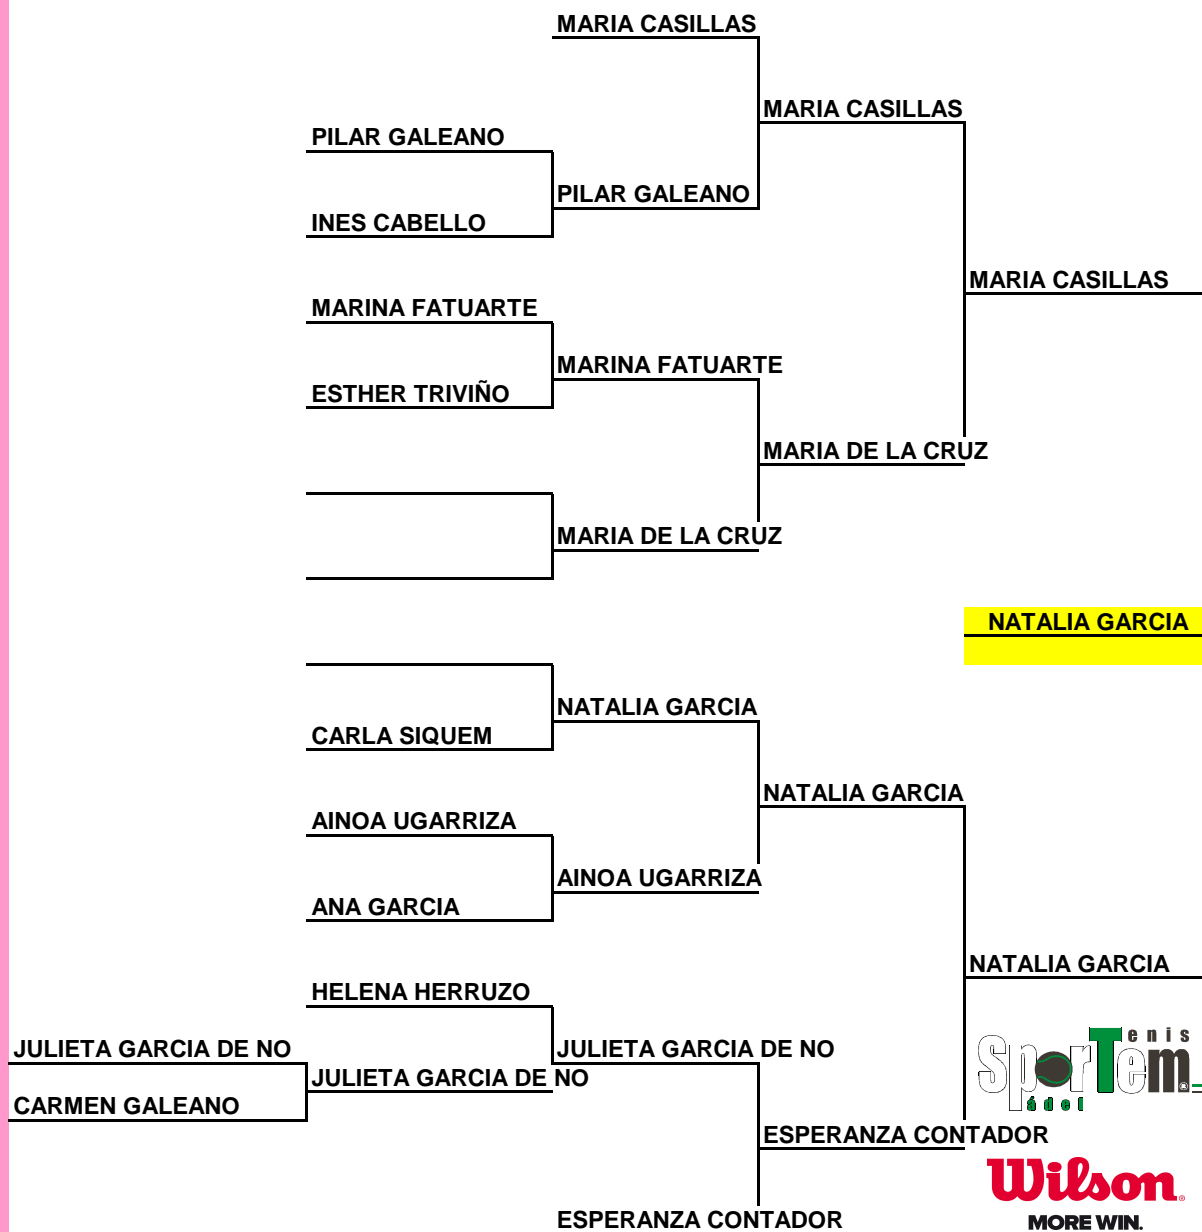 MARIA CASILLAS
MARIA CASILLAS
PILAR GALEANO
PILAR GALEANO
INES CABELLO
MARIA CASILLAS
MARINA FATUARTE
MARINA FATUARTE
ESTHER TRIVIÑO
MARIA DE LA CRUZ
MARIA DE LA CRUZ
NATALIA GARCIA
NATALIA GARCIA
CARLA SIQUEM
NATALIA GARCIA
AINOA UGARRIZA
AINOA UGARRIZA
ANA GARCIA
NATALIA GARCIA
HELENA HERRUZO
JULIETA GARCIA DE NO
JULIETA GARCIA DE NO
JULIETA GARCIA DE NO
CARMEN GALEANO
SporTem
enis
ádel
ESPERANZA CONTADOR
Wilson
MORE WIN.
ESPERANZA CONTADOR